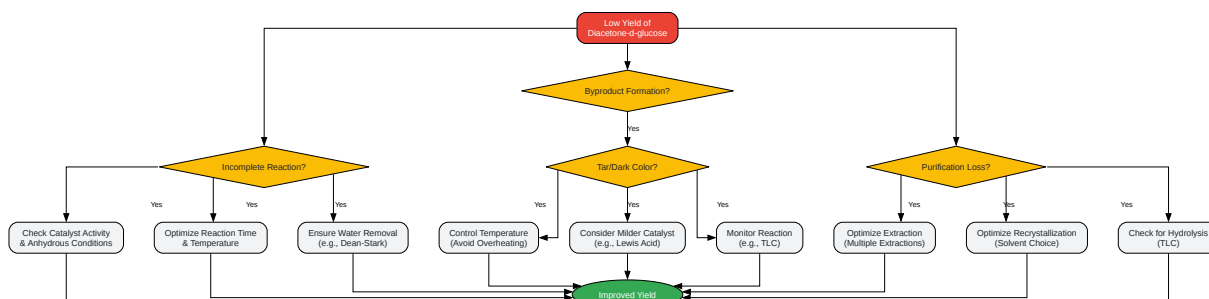 Low Yield of
Diacetone-d-glucose
Byproduct Formation?
Yes
Incomplete Reaction?
Tar/Dark Color?
Purification Loss?
Yes
Yes
Yes
Yes
Yes
Yes
Yes
Yes
Yes
Check Catalyst Activity
& Anhydrous Conditions
Optimize Reaction Time
& Temperature
Ensure Water Removal
(e.g., Dean-Stark)
Control Temperature
(Avoid Overheating)
Consider Milder Catalyst
(e.g., Lewis Acid)
Monitor Reaction
(e.g., TLC)
Optimize Extraction
(Multiple Extractions)
Optimize Recrystallization
(Solvent Choice)
Check for Hydrolysis
(TLC)
Improved Yield